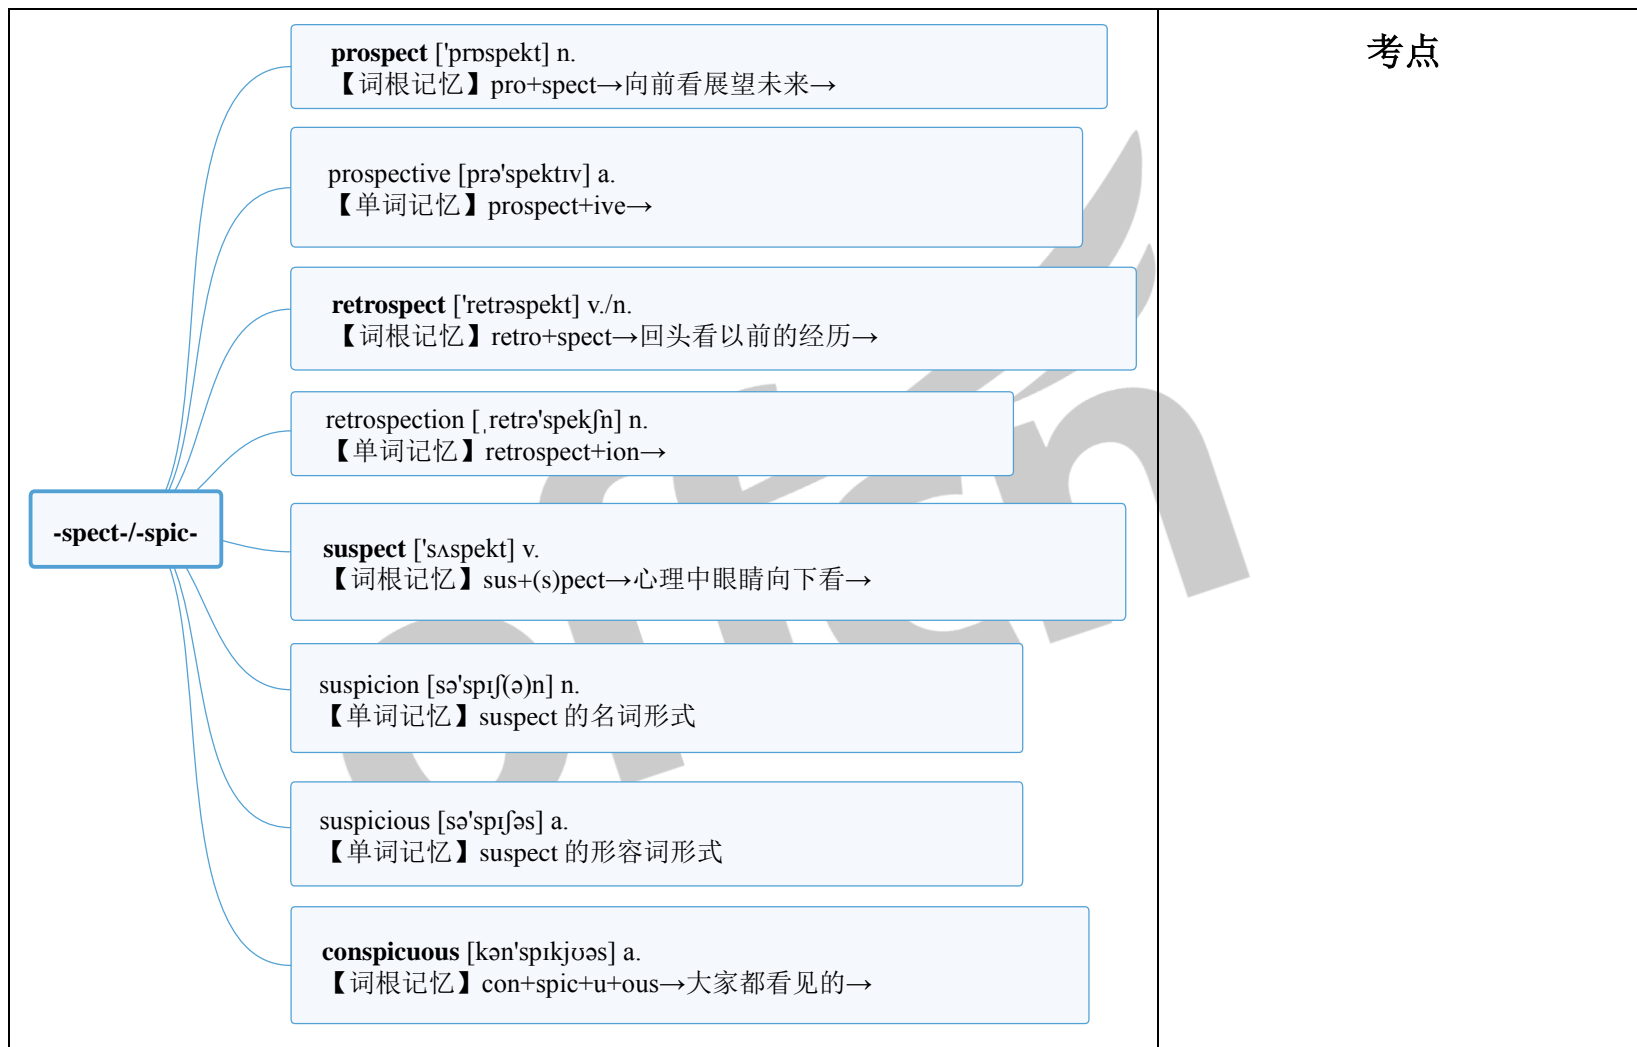 prospect ['prɒspekt] n.
【词根记忆】pro+spect→向前看展望未来→
prospective [prə'spektɪv] a.
【单词记忆】prospect+ive→
retrospect ['retrəspekt] v./n.
【词根记忆】retro+spect→回头看以前的经历→
retrospection [ˌretrə'spekʃn] n.
【单词记忆】retrospect+ion→
-spect-/-spic-
suspect ['sʌspekt] v.
【词根记忆】sus+(s)pect→心理中眼睛向下看→
suspicion [sə'spɪʃ(ə)n] n.
【单词记忆】suspect 的名词形式
suspicious [sə'spɪʃəs] a.
【单词记忆】suspect 的形容词形式
conspicuous [kən'spɪkjʊəs] a.
【词根记忆】con+spic+u+ous→大家都看见的→
考点